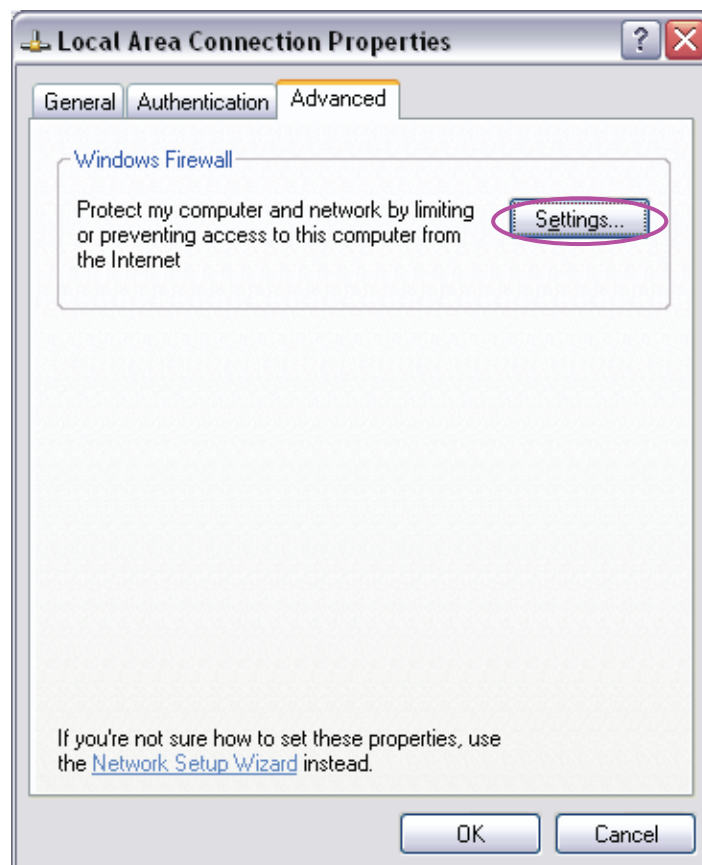 Local Area Connection Properties
General Authentication Advanced
Windows Firewall
Protect my computer and network by limiting
or preventing access to this computer from
the Internet
Settings...
If you're not sure how to set these properties, use
the Network Setup Wizard instead.
OK Cancel